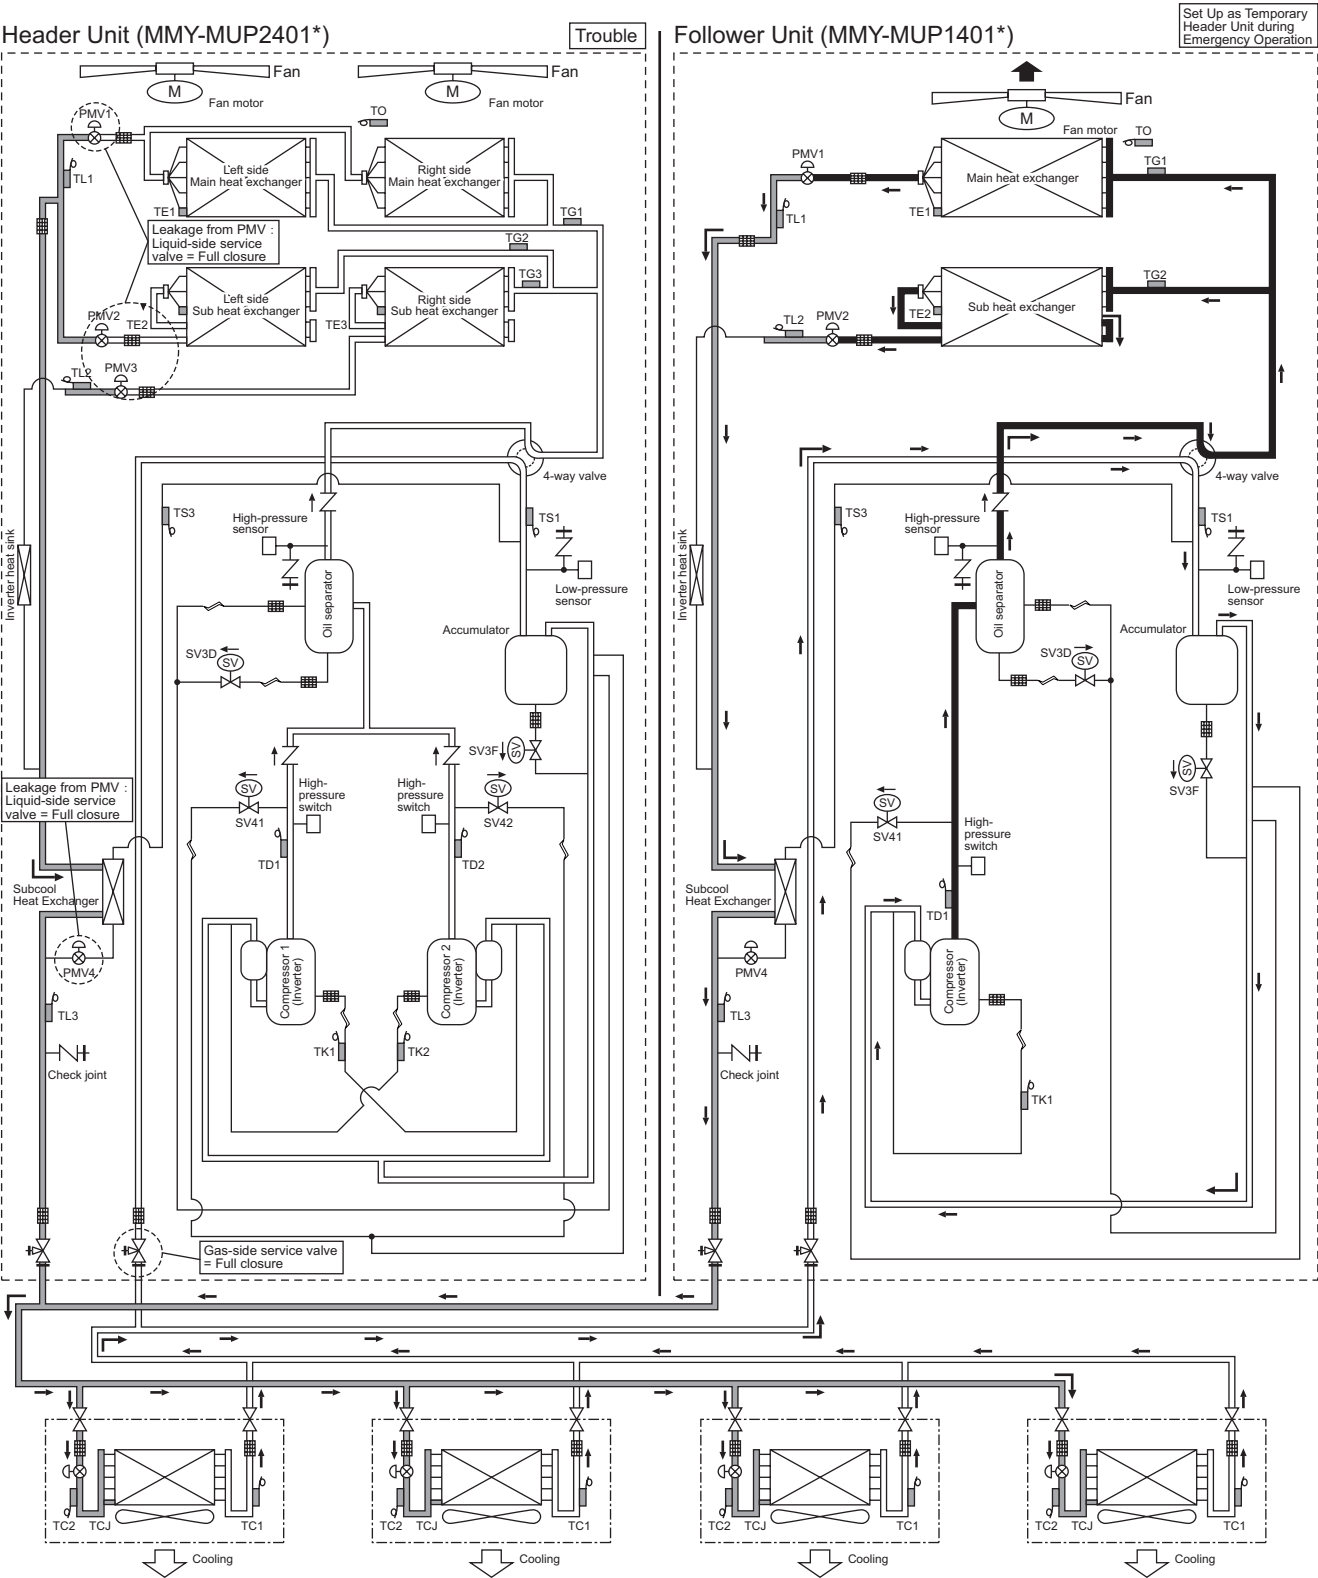 Header Unit (MMY-MUP2401*)
Trouble
Follower Unit (MMY-MUP1401*)
Set Up as Temporary
Header Unit during
Emergency Operation
Fan
M
Fan motor
Fan
M
Fan motor
PMV1
TO
TL1
Left side
Main heat exchanger
Right side
Main heat exchanger
TE1
TG1
Leakage from PMV :
Liquid-side service
valve = Full closure
TG2
TG3
Left side
Sub heat exchanger
Right side
Sub heat exchanger
PMV2
TE2
TE3
TL2
PMV3
4-way valve
TS3
High-pressure
sensor
TS1
Inverter heat sink
Oil separator
Low-pressure
sensor
Accumulator
SV3D
SV
SV3F
SV
Leakage from PMV :
Liquid-side service
valve = Full closure
SV
SV41
High-
pressure
switch
High-
pressure
switch
SV
SV42
TD1
TD2
Subcool
Heat Exchanger
PMV4
Compressor 1
(Inverter)
Compressor 2
(Inverter)
TL3
TK1
TK2
Check joint
Gas-side service valve
= Full closure
Fan
M
Fan motor
TO
PMV1
Main heat exchanger
TG1
TE1
TL1
TG2
Sub heat exchanger
TE2
TL2
PMV2
4-way valve
TS3
High-pressure
sensor
TS1
Inverter heat sink
Oil separator
Low-pressure
sensor
Accumulator
SV3D
SV
SV
SV3F
SV
SV41
High-
pressure
switch
Subcool
Heat Exchanger
TD1
PMV4
Compressor
(Inverter)
TL3
Check joint
TK1
TC2
TCJ
TC1
TC2
TCJ
TC1
TC2
TCJ
TC1
TC2
TCJ
TC1
Cooling
Cooling
Cooling
Cooling